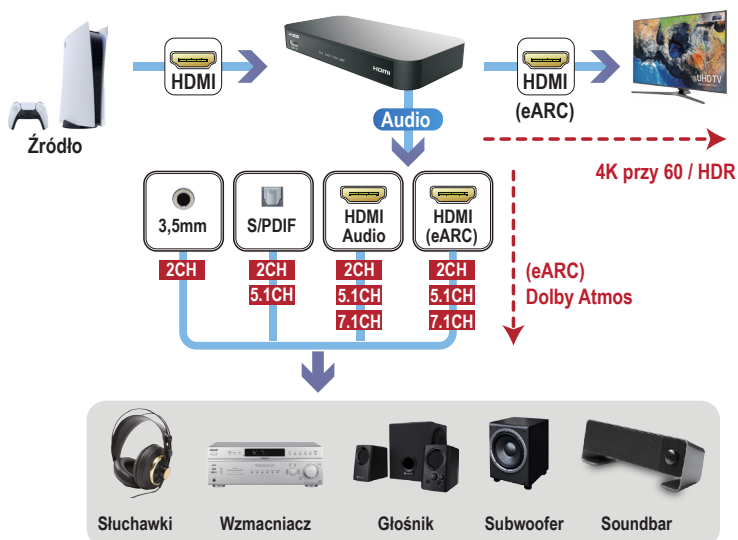 HDMI
HDMI
HDMI
(eARC)
UHDTV
Źródło
Audio
4K przy 60 / HDR
3,5mm
S/PDIF
HDMI
Audio
HDMI
(eARC)
2CH
2CH
5.1CH
2CH
5.1CH
7.1CH
2CH
5.1CH
7.1CH
(eARC)
Dolby Atmos
Słuchawki
Wzmacniacz
Głośnik
Subwoofer
Soundbar